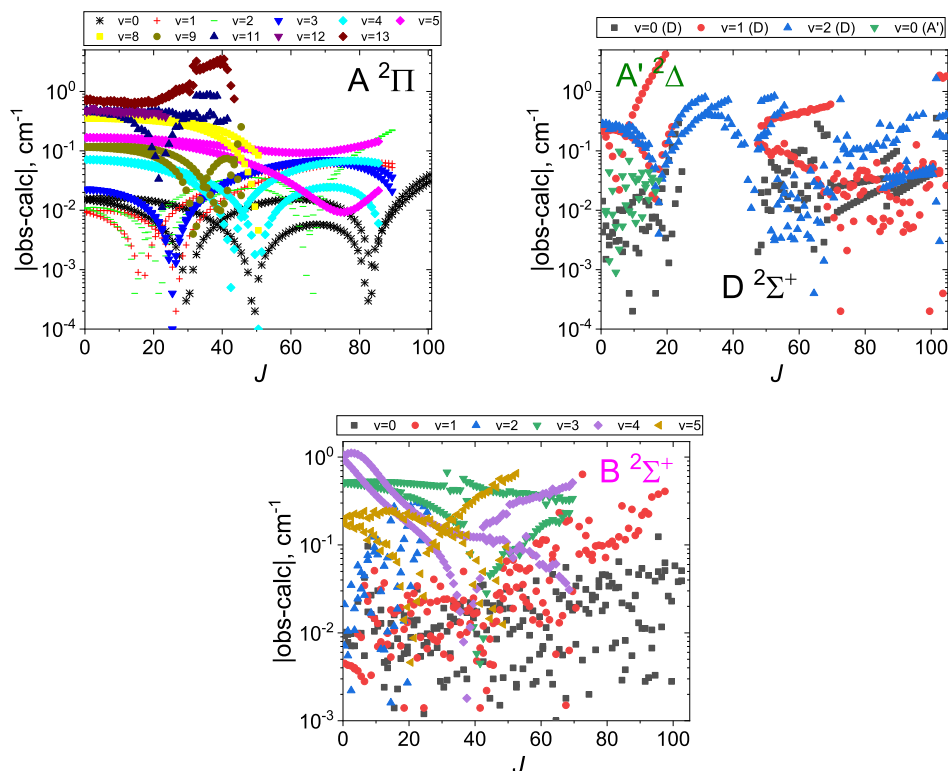 v=0 v=1 v=2 v=3 v=4 v=5
v=8 v=9 v=11 v=12 v=13
A ²Π
|obs-calc|, cm⁻¹
10⁰
10⁻¹
10⁻²
10⁻³
10⁻⁴
0 20 40 60 80 100
J
v=0 (D) v=1 (D) v=2 (D) v=0 (A')
A' ²Δ
D ²Σ⁺
|obs-calc|, cm⁻¹
10⁰
10⁻¹
10⁻²
10⁻³
10⁻⁴
0 20 40 60 80 100
J
v=0 v=1 v=2 v=3 v=4 v=5
B ²Σ⁺
|obs-calc|, cm⁻¹
10⁰
10⁻¹
10⁻²
10⁻³
0 20 40 60 80 100
J